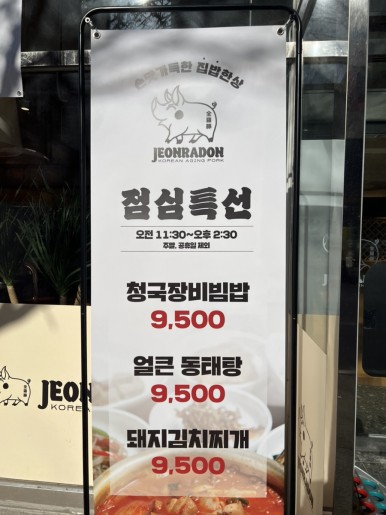 손맛가득한 집밥한상
JEONRADON
KOREAN AGING PORK
점심특선
오전 11:30~오후 2:30
주말, 공휴일 제외
청국장비빔밥
9,500
얼큰 동태탕
9,500
돼지김치찌개
9,500
JEONRADON
KOREAN